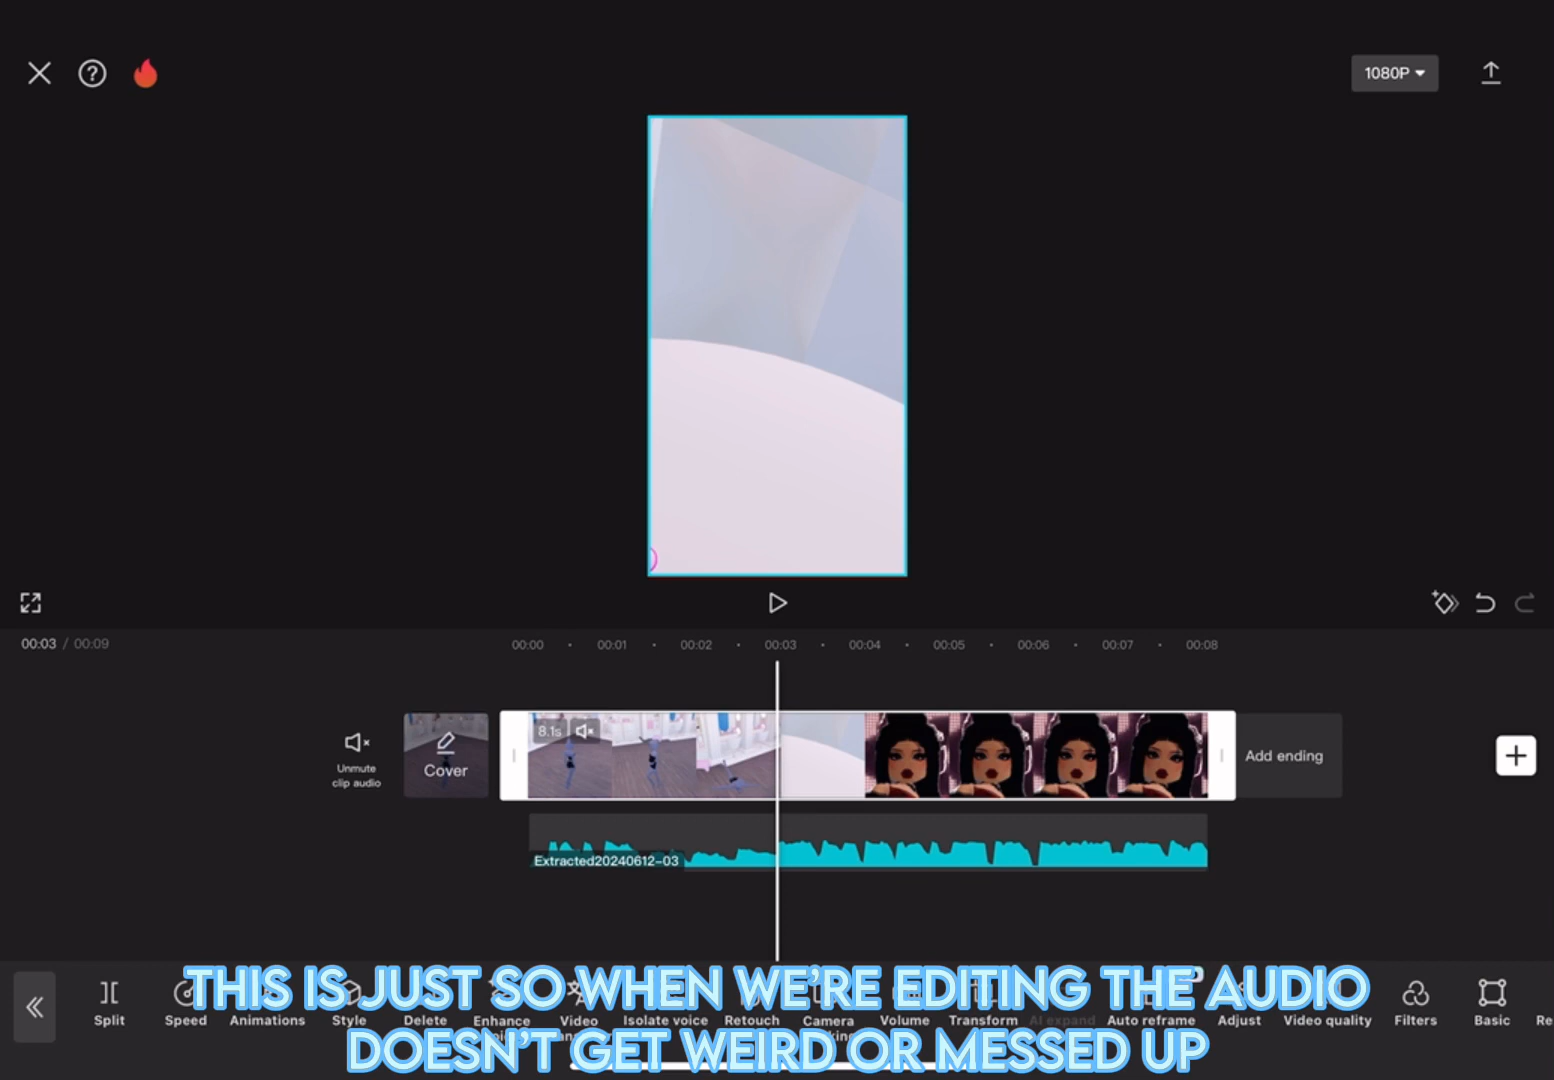 1080P
00:03 / 00:09
00:00 00:01 00:02 00:03 00:04 00:05 00:06 00:07 00:08
Unmute
clip audio
Cover
8.1s
Add ending
Extracted20240612-03
THIS IS JUST SO WHEN WE'RE EDITING THE AUDIO
DOESN'T GET WEIRD OR MESSED UP
Split Speed Animations Style Delete Enhance Video Isolate voice Retouch Camera Volume Transform AI expand Auto reframe Adjust Video quality Filters Basic Re